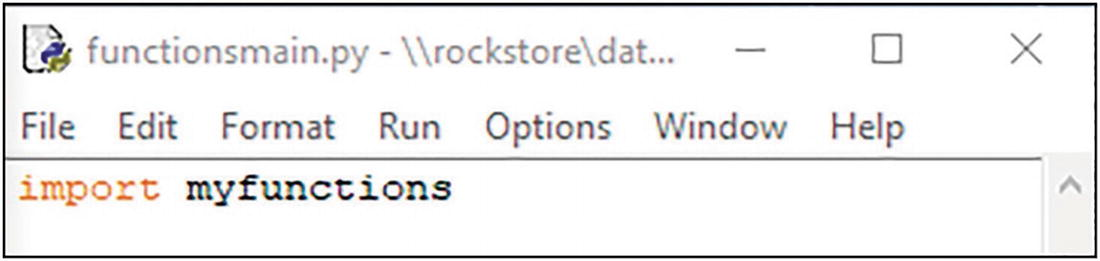 functionsmain.py - \\rockstore\dat...
File Edit Format Run Options Window Help
import myfunctions